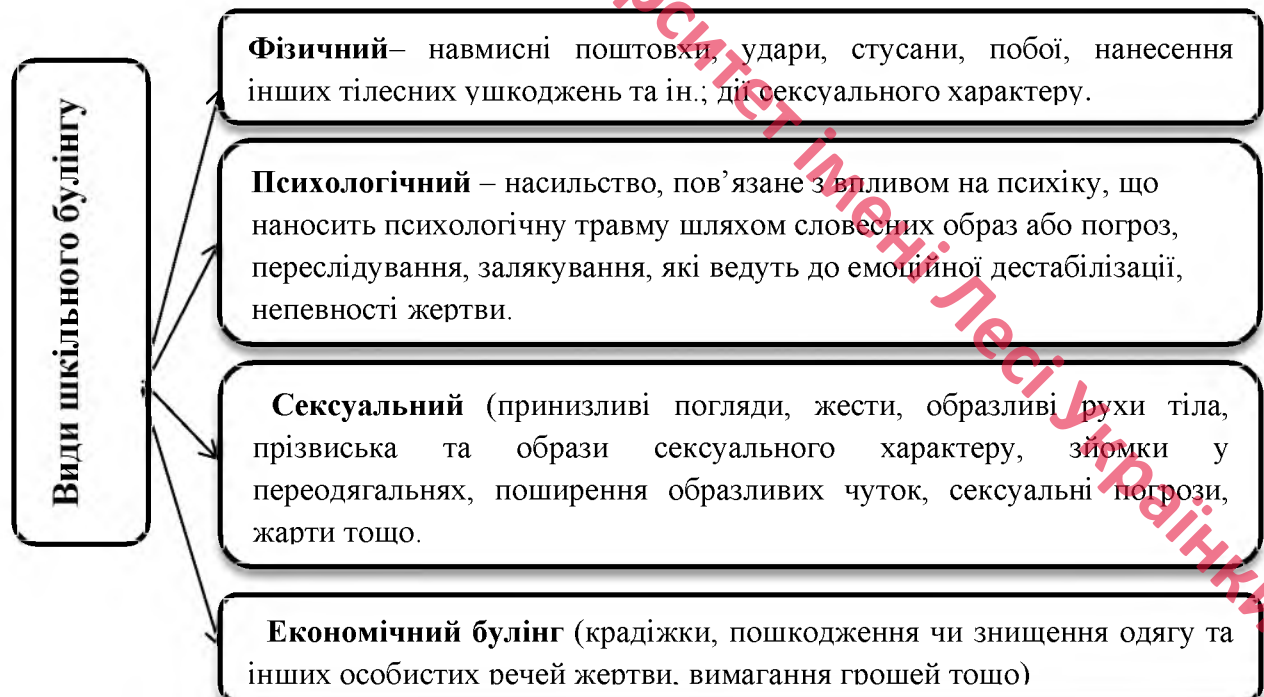 Види шкільного булінгу
Фізичний– навмисні поштовхи, удари, стусани, побої, нанесення
інших тілесних ушкоджень та ін.; дії сексуального характеру.
Психологічний – насильство, пов’язане з впливом на психіку, що
наносить психологічну травму шляхом словесних образ або погроз,
переслідування, залякування, які ведуть до емоційної дестабілізації,
непевності жертви.
Сексуальний (принизливі погляди, жести, образливі рухи тіла,
прізвиська та образи сексуального характеру, зйомки у
переодягальнях, поширення образливих чуток, сексуальні погрози,
жарти тощо.
Економічний булінг (крадіжки, пошкодження чи знищення одягу та
інших особистих речей жертви, вимагання грошей тощо)
імені Лесі Українки